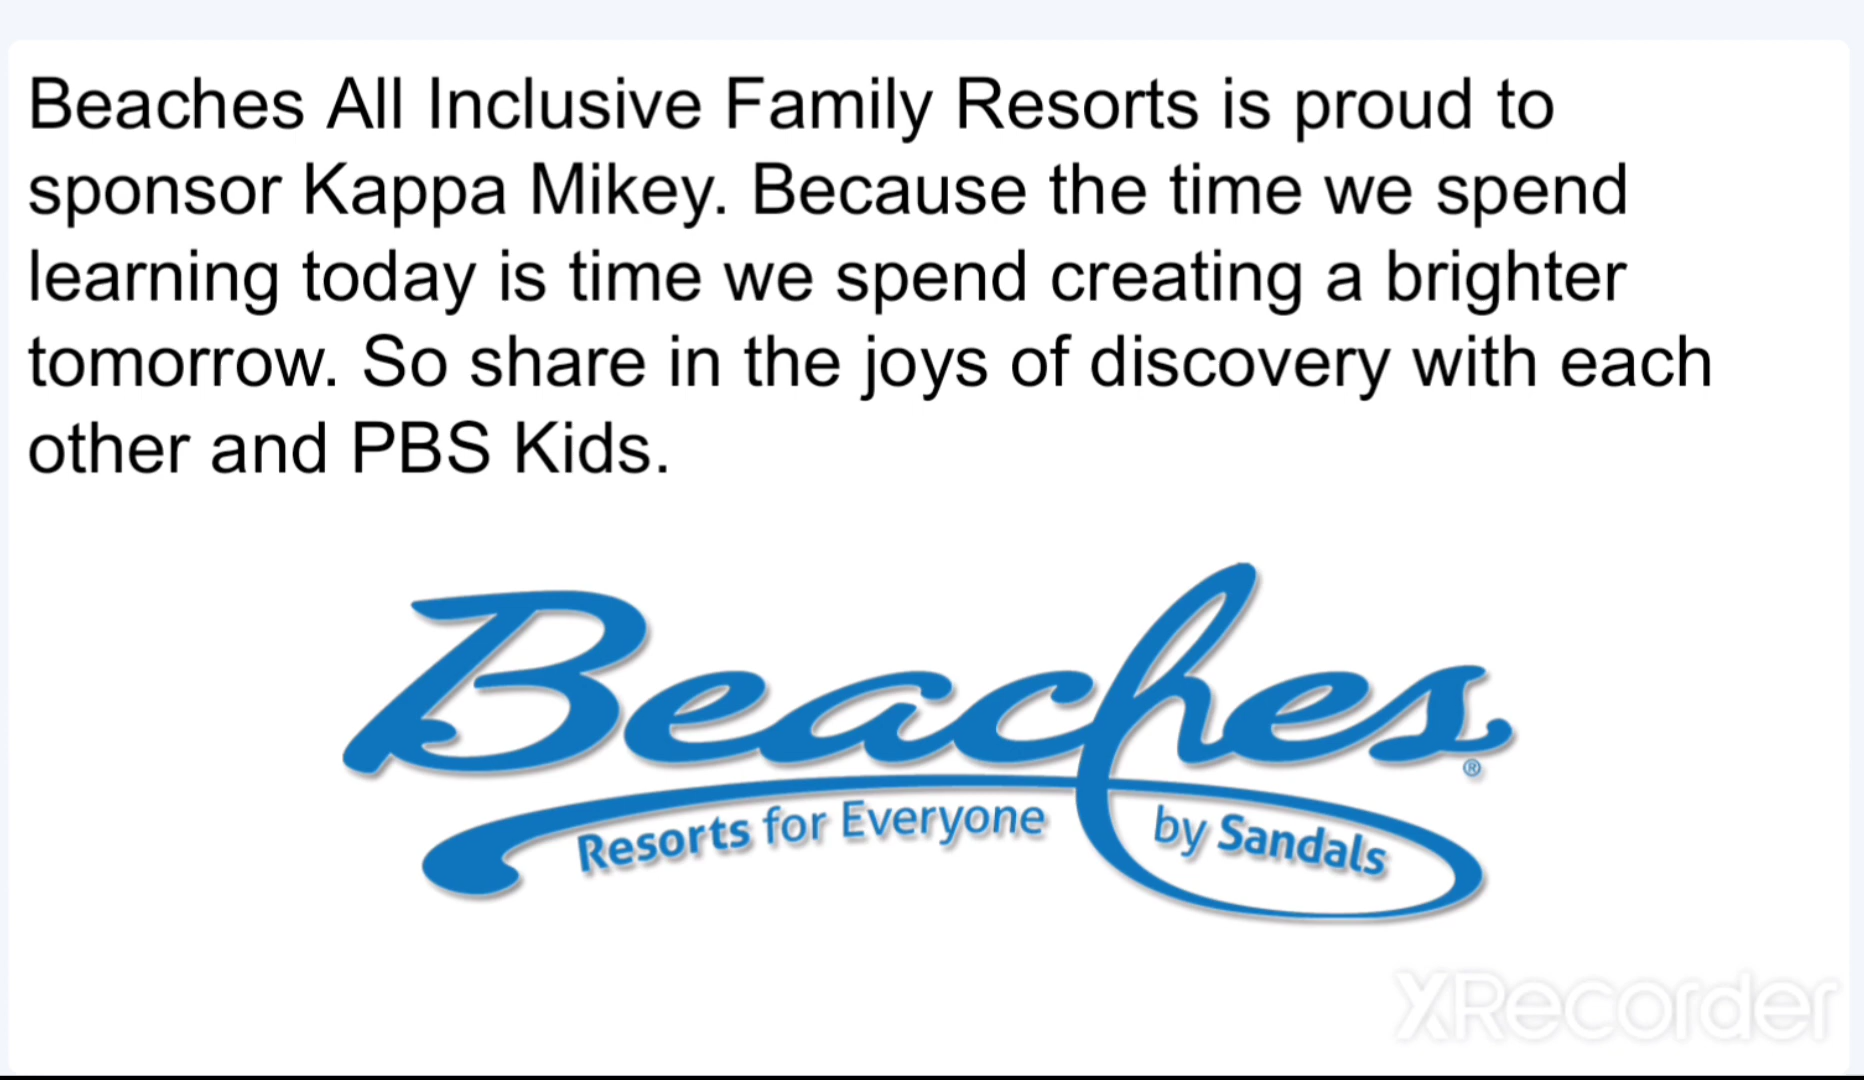 Beaches All Inclusive Family Resorts is proud to
sponsor Kappa Mikey. Because the time we spend
learning today is time we spend creating a brighter
tomorrow. So share in the joys of discovery with each
other and PBS Kids.
Beaches®
Resorts for Everyone by Sandals
XRecorder